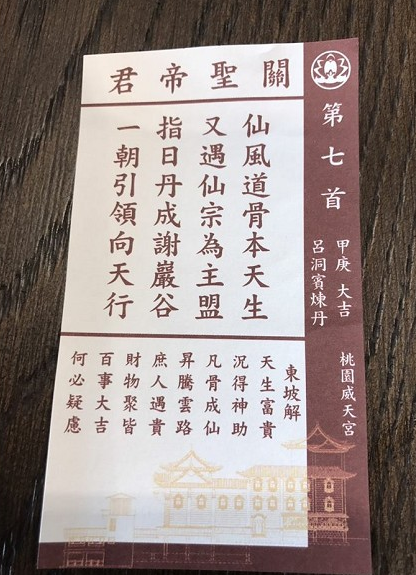 關聖帝君
第七首
甲庚 大吉
呂洞賓煉丹
桃園威天宮
仙風道骨本天生
又遇仙宗為主盟
指日丹成謝巖谷
一朝引領向天行
東坡解
天生富貴
況得神助
凡骨成仙
昇騰雲路
庶人遇貴
財物聚皆
百事大吉
何必疑慮